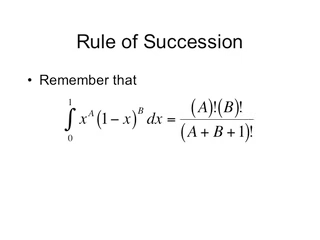 Rule of Succession
• Remember that
∫₀¹ x^A (1 − x)^B dx = (A)!(B)! / (A + B + 1)!